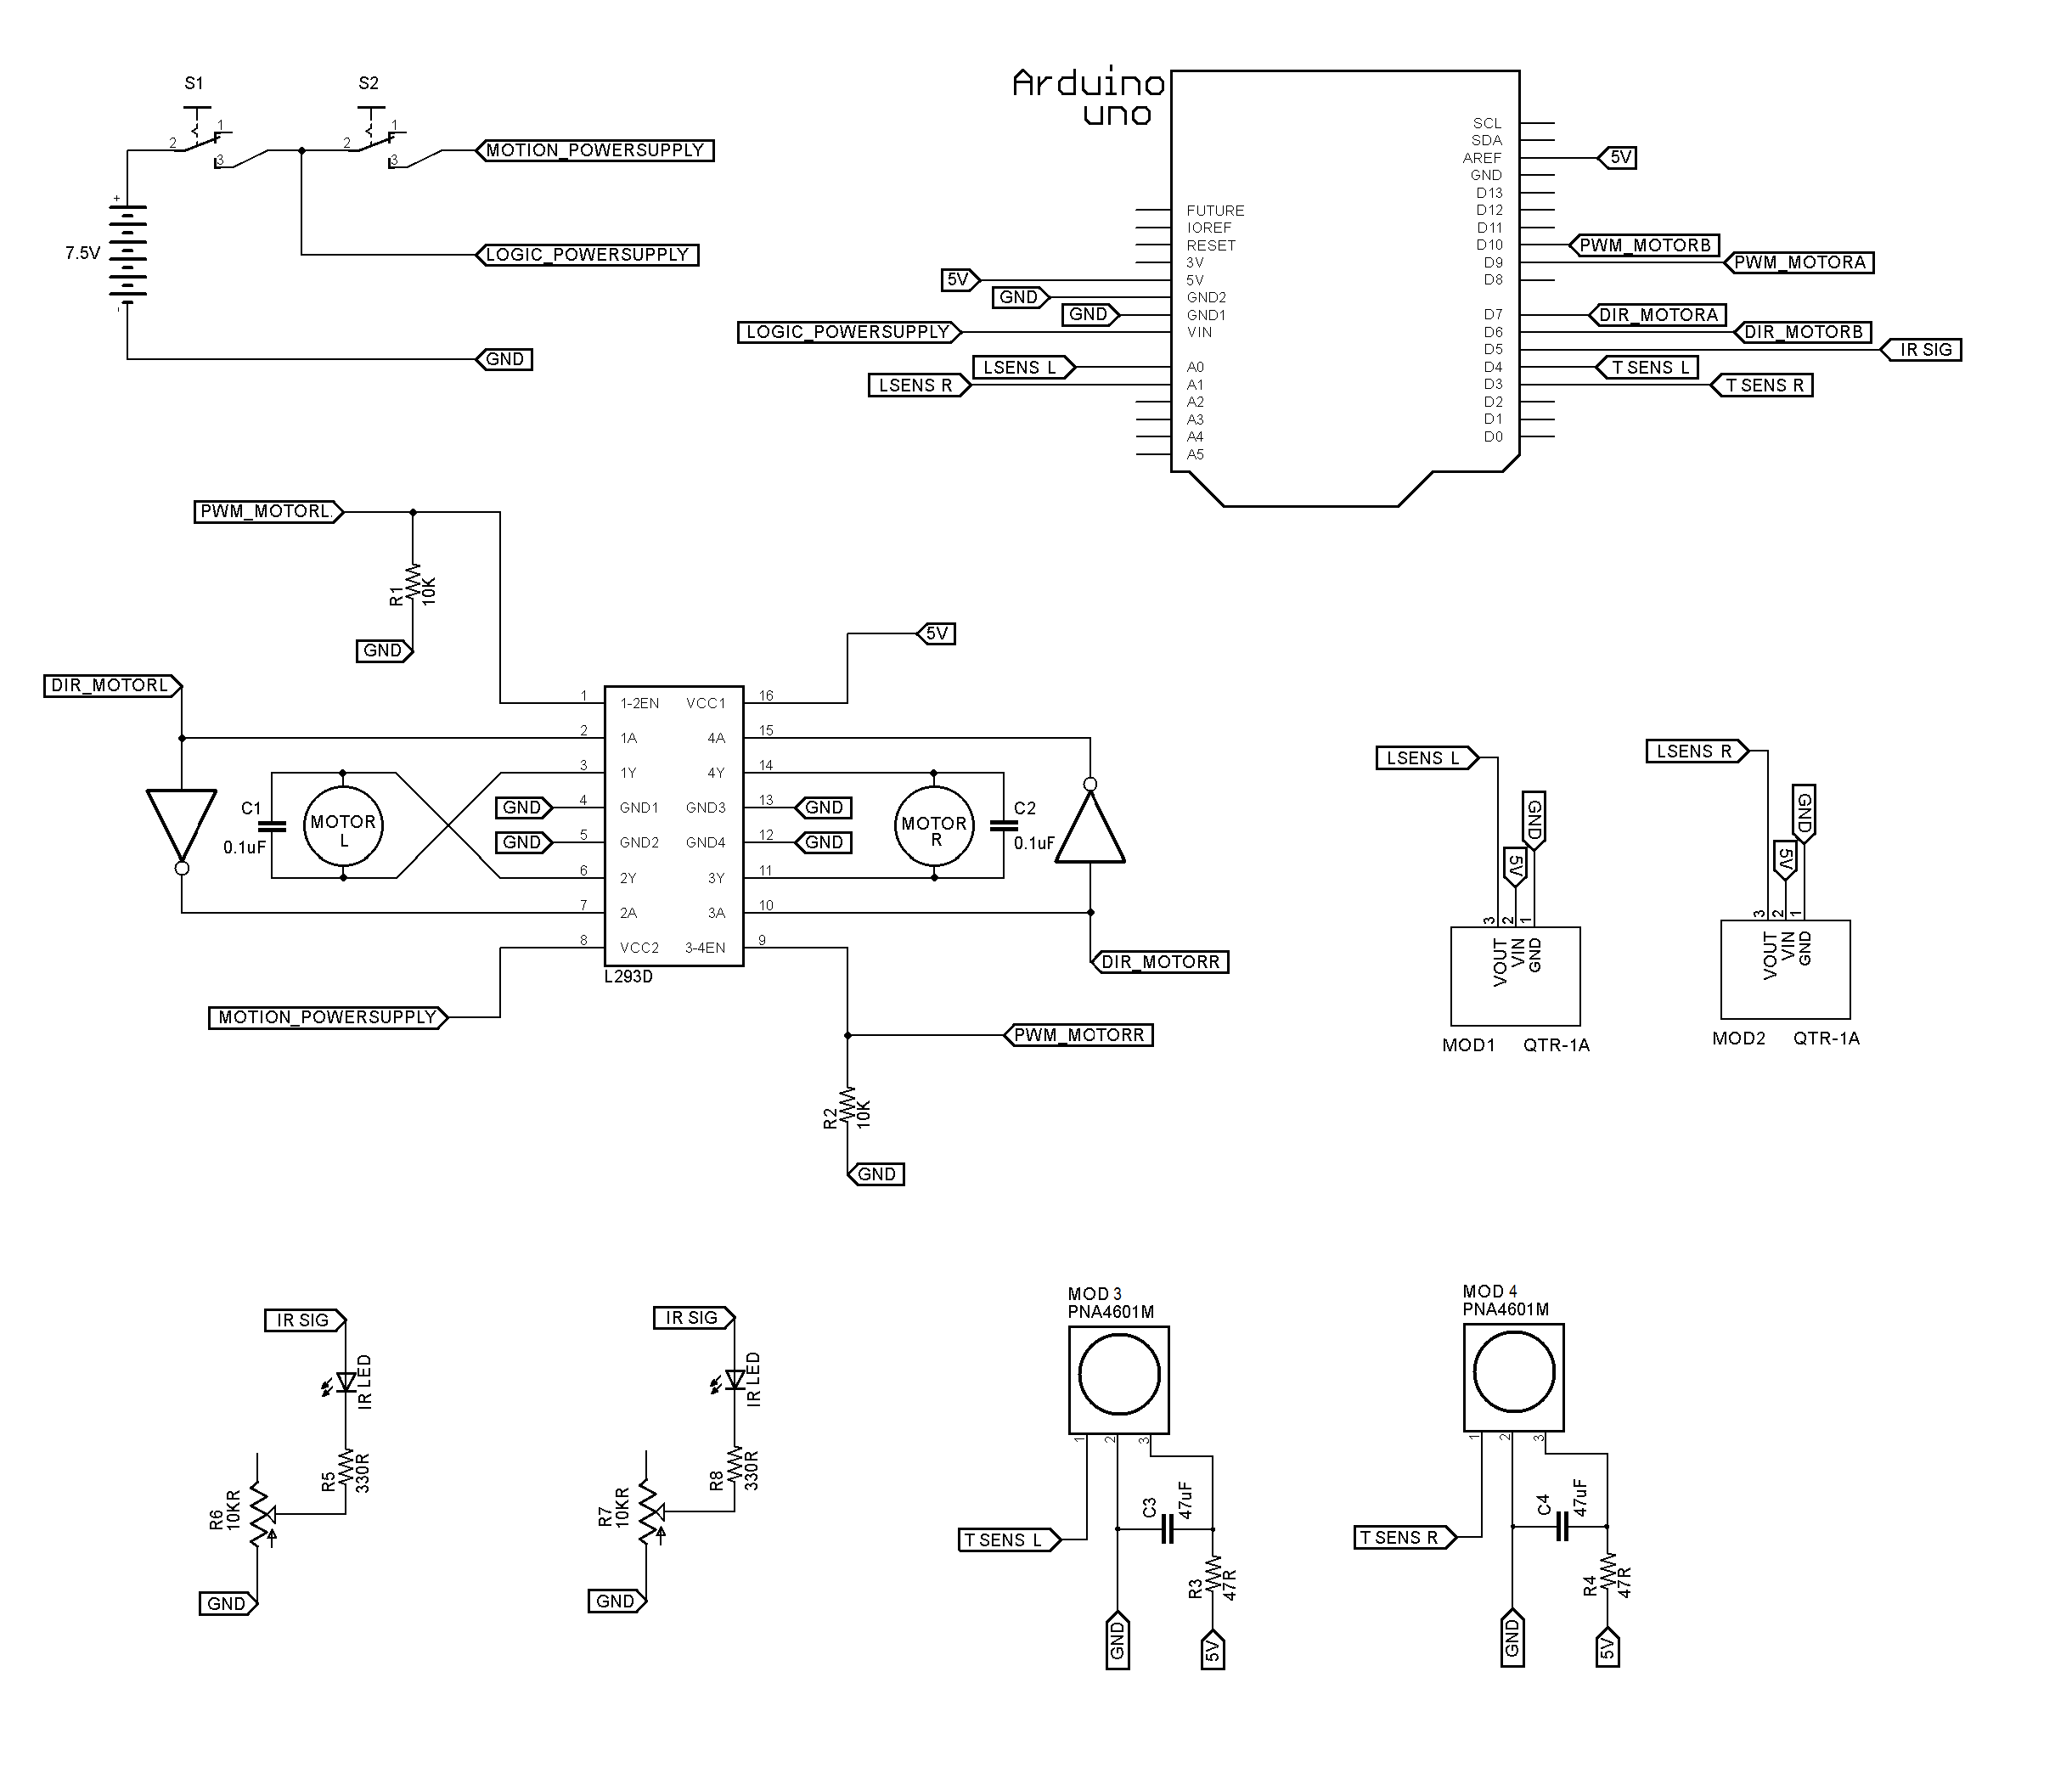 S1
S2
2
1
3
2
1
3
MOTION_POWERSUPPLY
+
7.5V
-
LOGIC_POWERSUPPLY
GND
Arduino
uno
SCL
SDA
AREF
5V
GND
D13
D12
D11
D10
PWM_MOTORB
D9
PWM_MOTORA
D8
D7
DIR_MOTORA
D6
DIR_MOTORB
D5
IR SIG
D4
T SENS L
D3
T SENS R
D2
D1
D0
FUTURE
IOREF
RESET
3V
5V
5V
GND
GND2
GND
GND1
LOGIC_POWERSUPPLY
VIN
LSENS L
A0
LSENS R
A1
A2
A3
A4
A5
PWM_MOTORL
R1
10K
GND
DIR_MOTORL
5V
1
1-2EN
VCC1
16
2
1A
4A
15
3
1Y
4Y
14
GND
4
GND1
GND3
13
GND
GND
5
GND2
GND4
12
GND
6
2Y
3Y
11
7
2A
3A
10
8
VCC2
3-4EN
9
L293D
C1
0.1uF
MOTOR
L
MOTOR
R
C2
0.1uF
DIR_MOTORR
MOTION_POWERSUPPLY
PWM_MOTORR
R2
10K
GND
LSENS L
GND
5V
3
2
1
VOUT
VIN
GND
MOD1
QTR-1A
LSENS R
GND
5V
3
2
1
VOUT
VIN
GND
MOD2
QTR-1A
IR SIG
IR LED
R5
330R
R6
10KR
GND
IR SIG
IR LED
R8
330R
R7
10KR
GND
MOD 3
PNA4601M
1
2
3
C3
47uF
T SENS L
R3
47R
GND
5V
MOD 4
PNA4601M
1
2
3
C4
47uF
T SENS R
R4
47R
GND
5V